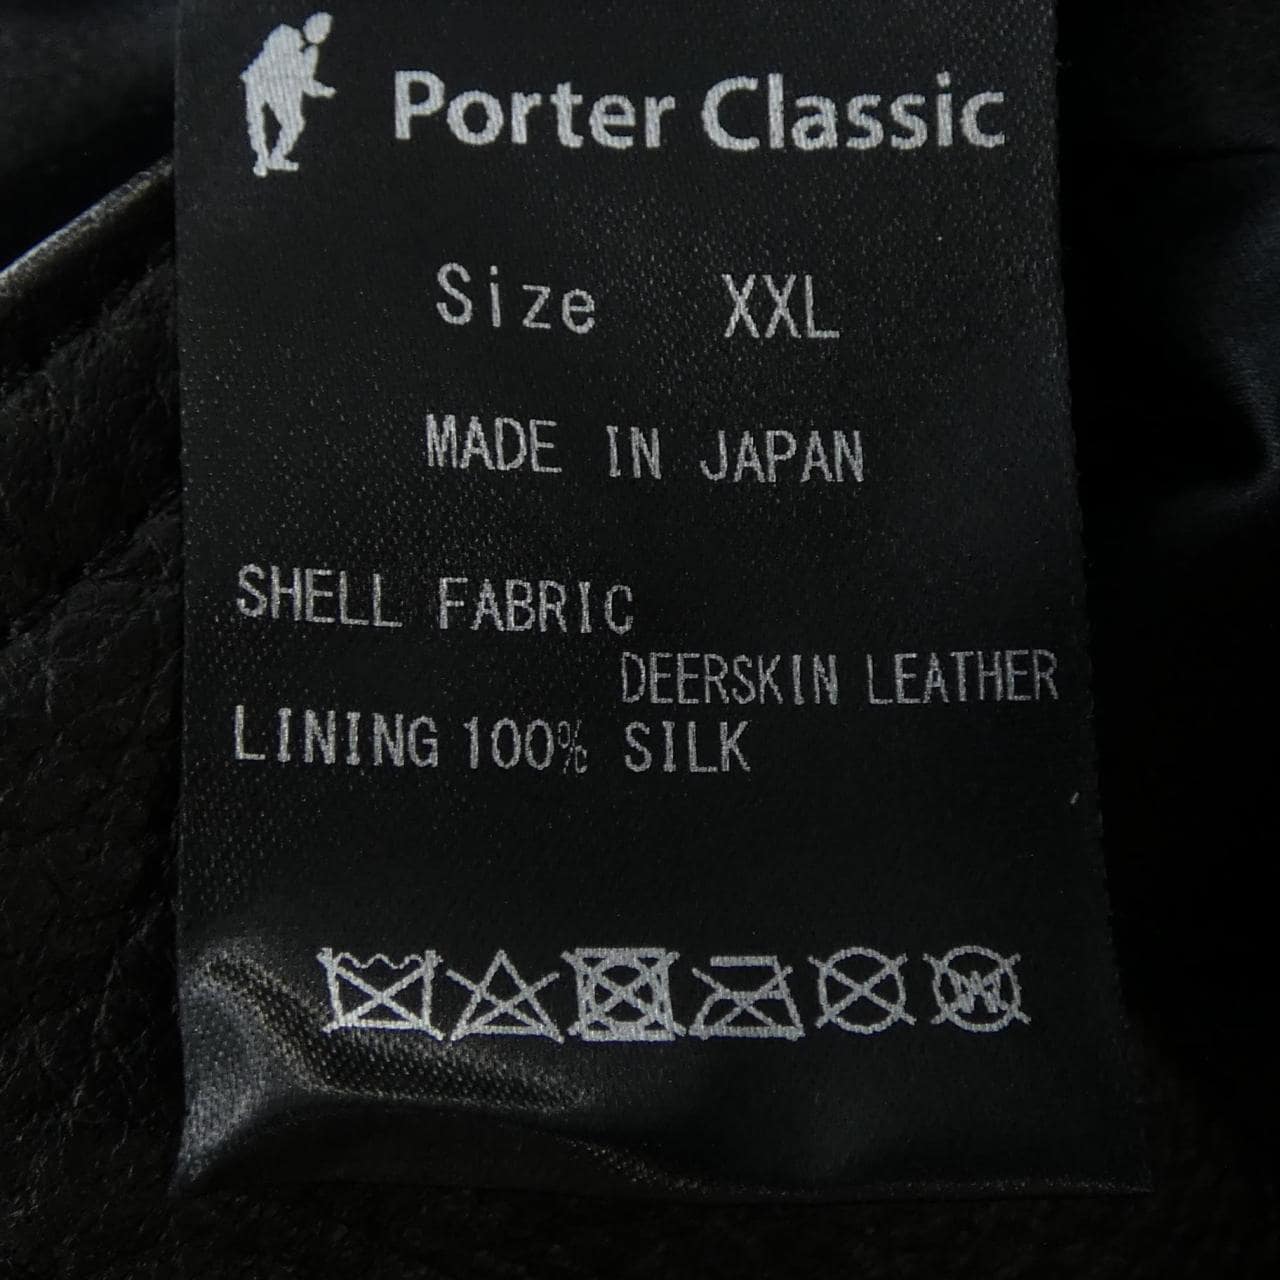 Porter Classic
Size XXL
MADE IN JAPAN
SHELL FABRIC
DEERSKIN LEATHER
LINING 100% SILK
W